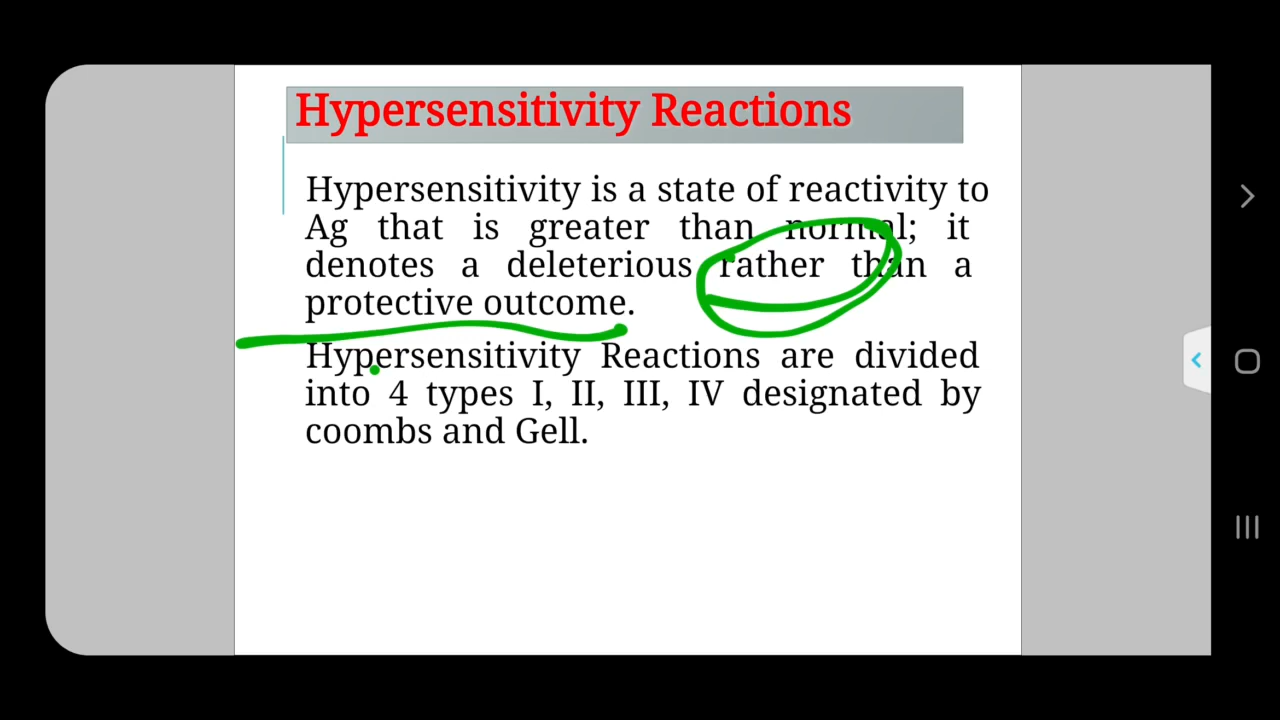 Hypersensitivity Reactions
Hypersensitivity is a state of reactivity to
Ag that is greater than normal; it
denotes a deleterious rather than a
protective outcome.
Hypersensitivity Reactions are divided
into 4 types I, II, III, IV designated by
coombs and Gell.